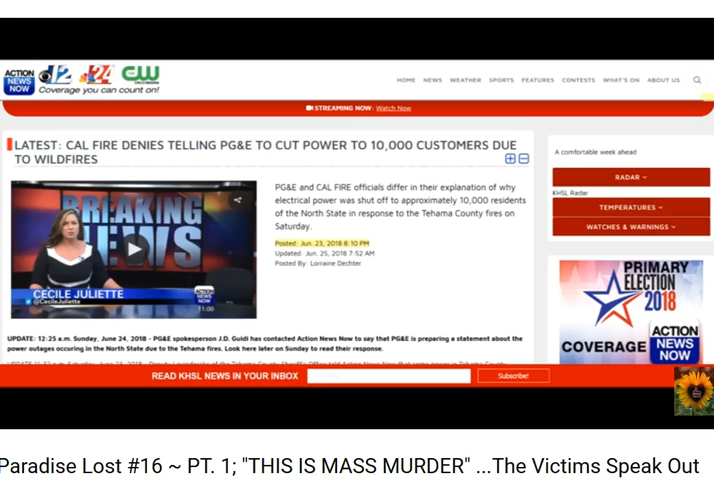 ACTION
NEWS
NOW
12
24
CW
Coverage you can count on!
HOME NEWS WEATHER SPORTS FEATURES CONTESTS WHAT'S ON ABOUT US
STREAMING NOW: Watch Now
LATEST: CAL FIRE DENIES TELLING PG&E TO CUT POWER TO 10,000 CUSTOMERS DUE
TO WILDFIRES
BREAKING
NEWS
CECILE JULIETTE
@CecileJuliette
ACTION
NEWS
NOW
11:00
PG&E and CAL FIRE officials differ in their explanation of why
electrical power was shut off to approximately 10,000 residents
of the North State in response to the Tehama County fires on
Saturday.
Posted: Jun. 23, 2018 8:10 PM
Updated: Jun. 25, 2018 7:52 AM
Posted By: Lorraine Dechter
UPDATE: 12:25 a.m. Sunday, June 24, 2018 - PG&E spokesperson J.D. Guidi has contacted Action News Now to say that PG&E is preparing a statement about the
power outages occuring in the North State due to the Tehama fires. Look here later on Sunday to read their response.
A comfortable week ahead
RADAR
KHSL Radar
TEMPERATURES
WATCHES & WARNINGS
PRIMARY
ELECTION
2018
COVERAGE
ACTION
NEWS
NOW
READ KHSL NEWS IN YOUR INBOX
Subscribe!
Paradise Lost #16 ~ PT. 1; "THIS IS MASS MURDER" ...The Victims Speak Out